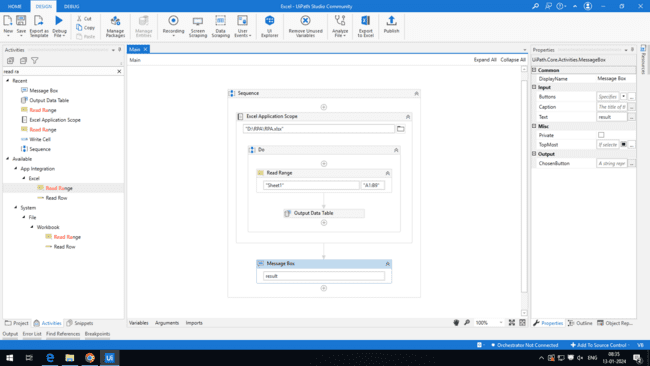 Excel - UiPath Studio Community
HOME
DESIGN
DEBUG
New
Save
Export as Template
Debug File
Cut
Copy
Paste
Manage Packages
Manage Entities
Recording
Screen Scraping
Data Scraping
User Events
UI Explorer
Remove Unused Variables
Analyze File
Export to Excel
Publish
Activities
read ra
Recent
Message Box
Output Data Table
Read Range
Excel Application Scope
Read Range
Write Cell
Sequence
Available
App Integration
Excel
Read Range
Read Row
System
File
Workbook
Read Range
Read Row
Project
Activities
Snippets
Main
Main
Expand All
Collapse All
Sequence
Excel Application Scope
Do
Read Range
"Sheet1"
Output Data Table
Message Box
result
Variables
Arguments
Imports
100%
Properties
UiPath.Core.Activities.MessageBox
Common
DisplayName
Message Box
Input
Buttons
Specifies
Caption
The title of th
Text
result
Misc
Private
TopMost
If selecte
Output
ChosenButton
A string repr
Properties
Outline
Object Rep...
Resources
Output
Error List
Find References
Breakpoints
Orchestrator Not Connected
Add To Source Control
VB
ENG
08:35
13-01-2024